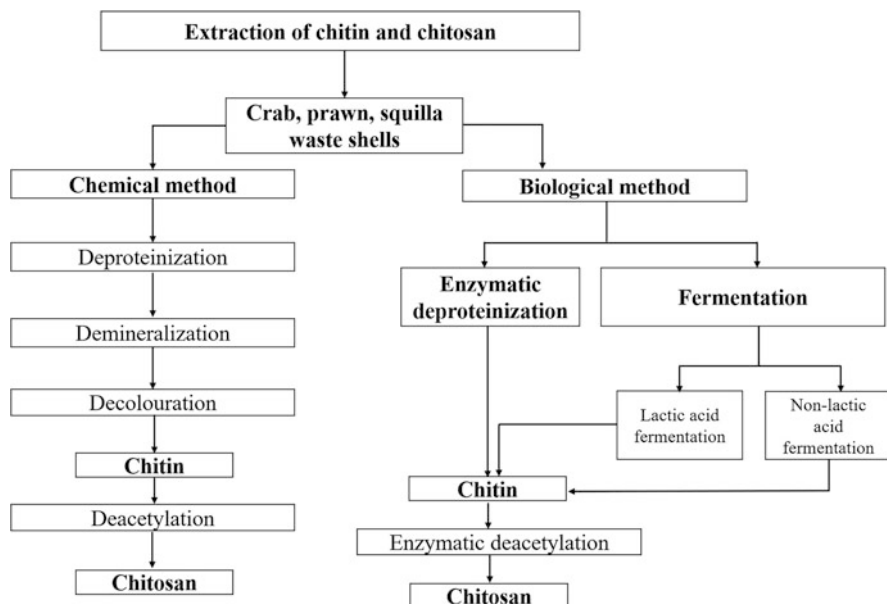 Extraction of chitin and chitosan
Crab, prawn, squilla
waste shells
Chemical method
Biological method
Deproteinization
Enzymatic
deproteinization
Fermentation
Demineralization
Decolouration
Lactic acid
fermentation
Non-lactic
acid
fermentation
Chitin
Chitin
Deacetylation
Enzymatic deacetylation
Chitosan
Chitosan